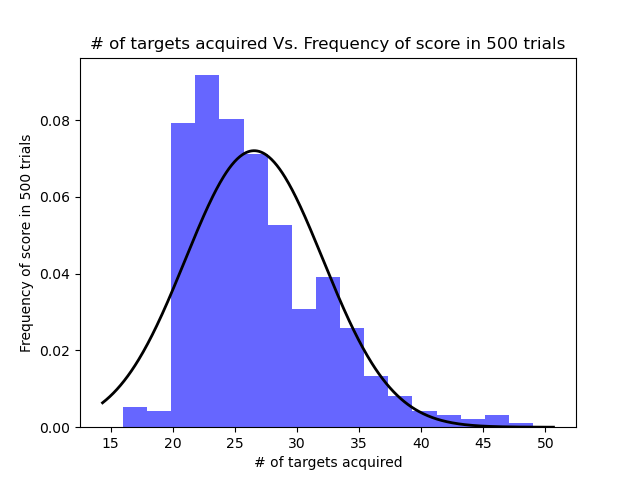 # of targets acquired Vs. Frequency of score in 500 trials
Frequency of score in 500 trials
0.08
0.06
0.04
0.02
0.00
15 20 25 30 35 40 45 50
# of targets acquired